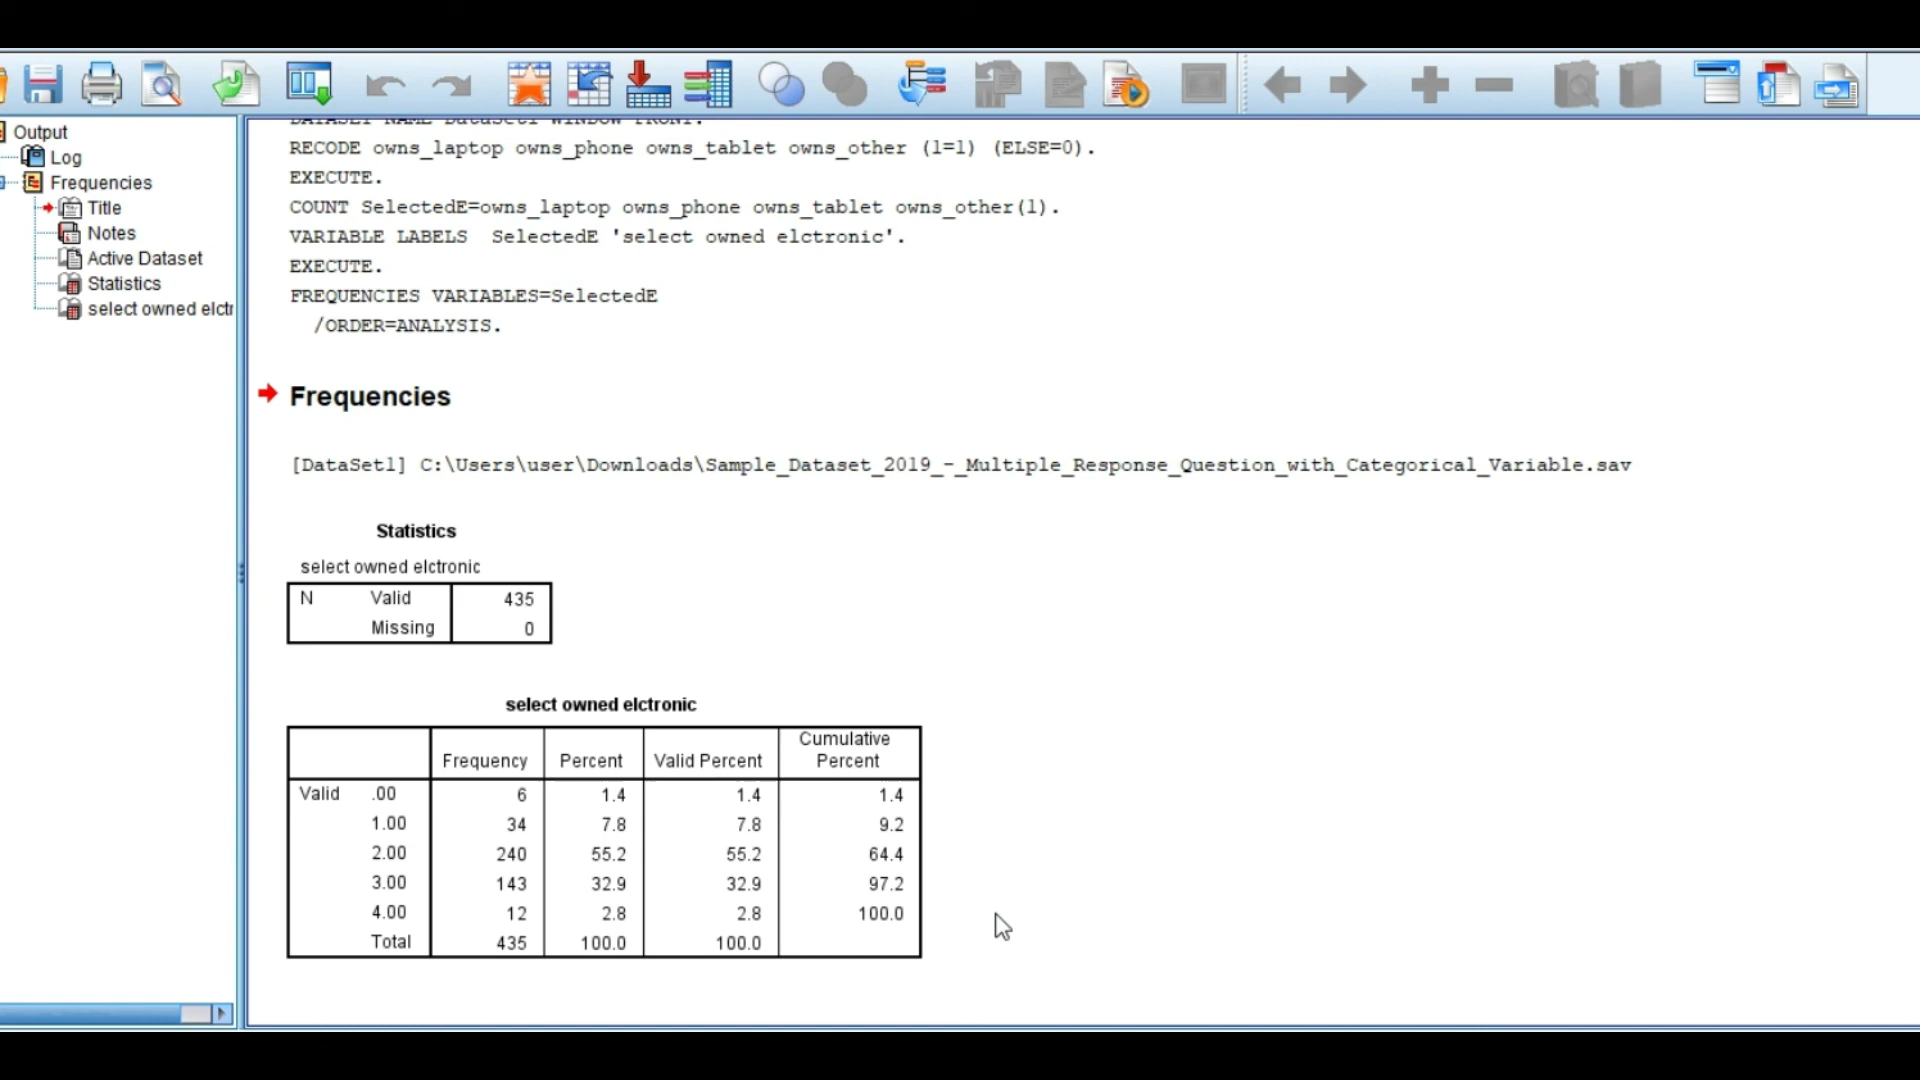 Output
Log
Frequencies
Title
Notes
Active Dataset
Statistics
select owned elctr
DATASET NAME DataSet1 WINDOW FRONT.
RECODE owns_laptop owns_phone owns_tablet owns_other (1=1) (ELSE=0).
EXECUTE.
COUNT SelectedE=owns_laptop owns_phone owns_tablet owns_other(1).
VARIABLE LABELS  SelectedE 'select owned elctronic'.
EXECUTE.
FREQUENCIES VARIABLES=SelectedE
/ORDER=ANALYSIS.
Frequencies
[DataSet1] C:\Users\user\Downloads\Sample_Dataset_2019_-_Multiple_Response_Question_with_Categorical_Variable.sav
Statistics
select owned elctronic
N Valid 435
Missing 0
select owned elctronic
Frequency Percent Valid Percent Cumulative Percent
Valid .00 6 1.4 1.4 1.4
1.00 34 7.8 7.8 9.2
2.00 240 55.2 55.2 64.4
3.00 143 32.9 32.9 97.2
4.00 12 2.8 2.8 100.0
Total 435 100.0 100.0